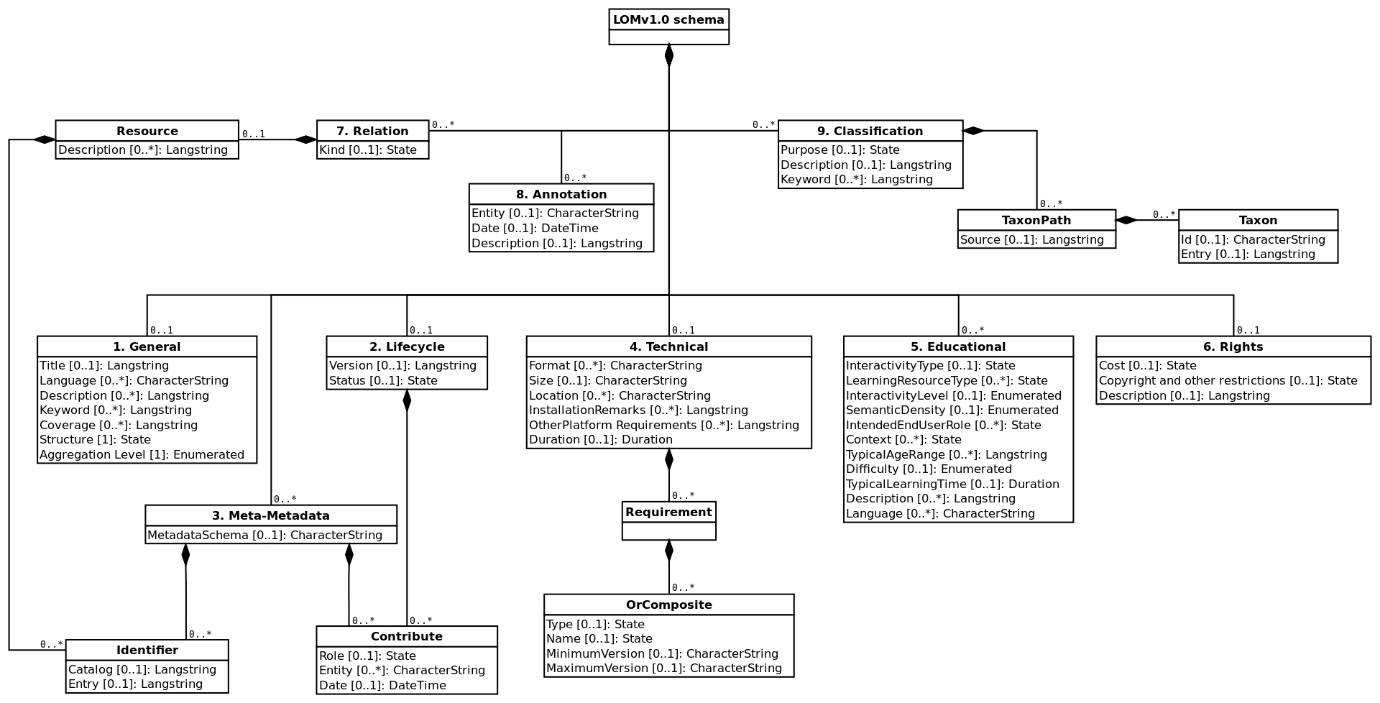 LOMv1.0 schema
Resource
Description [0..*]: Langstring
0..1
7. Relation
Kind [0..1]: State
0..*
0..*
9. Classification
Purpose [0..1]: State
Description [0..1]: Langstring
Keyword [0..*]: Langstring
0..*
8. Annotation
Entity [0..1]: CharacterString
Date [0..1]: DateTime
Description [0..1]: Langstring
0..*
TaxonPath
Source [0..1]: Langstring
0..*
Taxon
Id [0..1]: CharacterString
Entry [0..1]: Langstring
0..1
1. General
Title [0..1]: Langstring
Language [0..*]: CharacterString
Description [0..*]: Langstring
Keyword [0..*]: Langstring
Coverage [0..*]: Langstring
Structure [1]: State
Aggregation Level [1]: Enumerated
0..1
2. Lifecycle
Version [0..1]: Langstring
Status [0..1]: State
0..1
4. Technical
Format [0..*]: CharacterString
Size [0..1]: CharacterString
Location [0..*]: CharacterString
InstallationRemarks [0..*]: Langstring
OtherPlatform Requirements [0..*]: Langstring
Duration [0..1]: Duration
0..*
5. Educational
InteractivityType [0..1]: State
LearningResourceType [0..*]: State
InteractivityLevel [0..1]: Enumerated
SemanticDensity [0..1]: Enumerated
IntendedEndUserRole [0..*]: State
Context [0..*]: State
TypicalAgeRange [0..*]: Langstring
Difficulty [0..1]: Enumerated
TypicalLearningTime [0..1]: Duration
Description [0..*]: Langstring
Language [0..*]: CharacterString
0..1
6. Rights
Cost [0..1]: State
Copyright and other restrictions [0..1]: State
Description [0..1]: Langstring
0..*
3. Meta-Metadata
MetadataSchema [0..1]: CharacterString
0..*
Requirement
0..*
OrComposite
Type [0..1]: State
Name [0..1]: State
MinimumVersion [0..1]: CharacterString
MaximumVersion [0..1]: CharacterString
0..*
0..*
Identifier
Catalog [0..1]: Langstring
Entry [0..1]: Langstring
0..*
0..*
Contribute
Role [0..1]: State
Entity [0..*]: CharacterString
Date [0..1]: DateTime